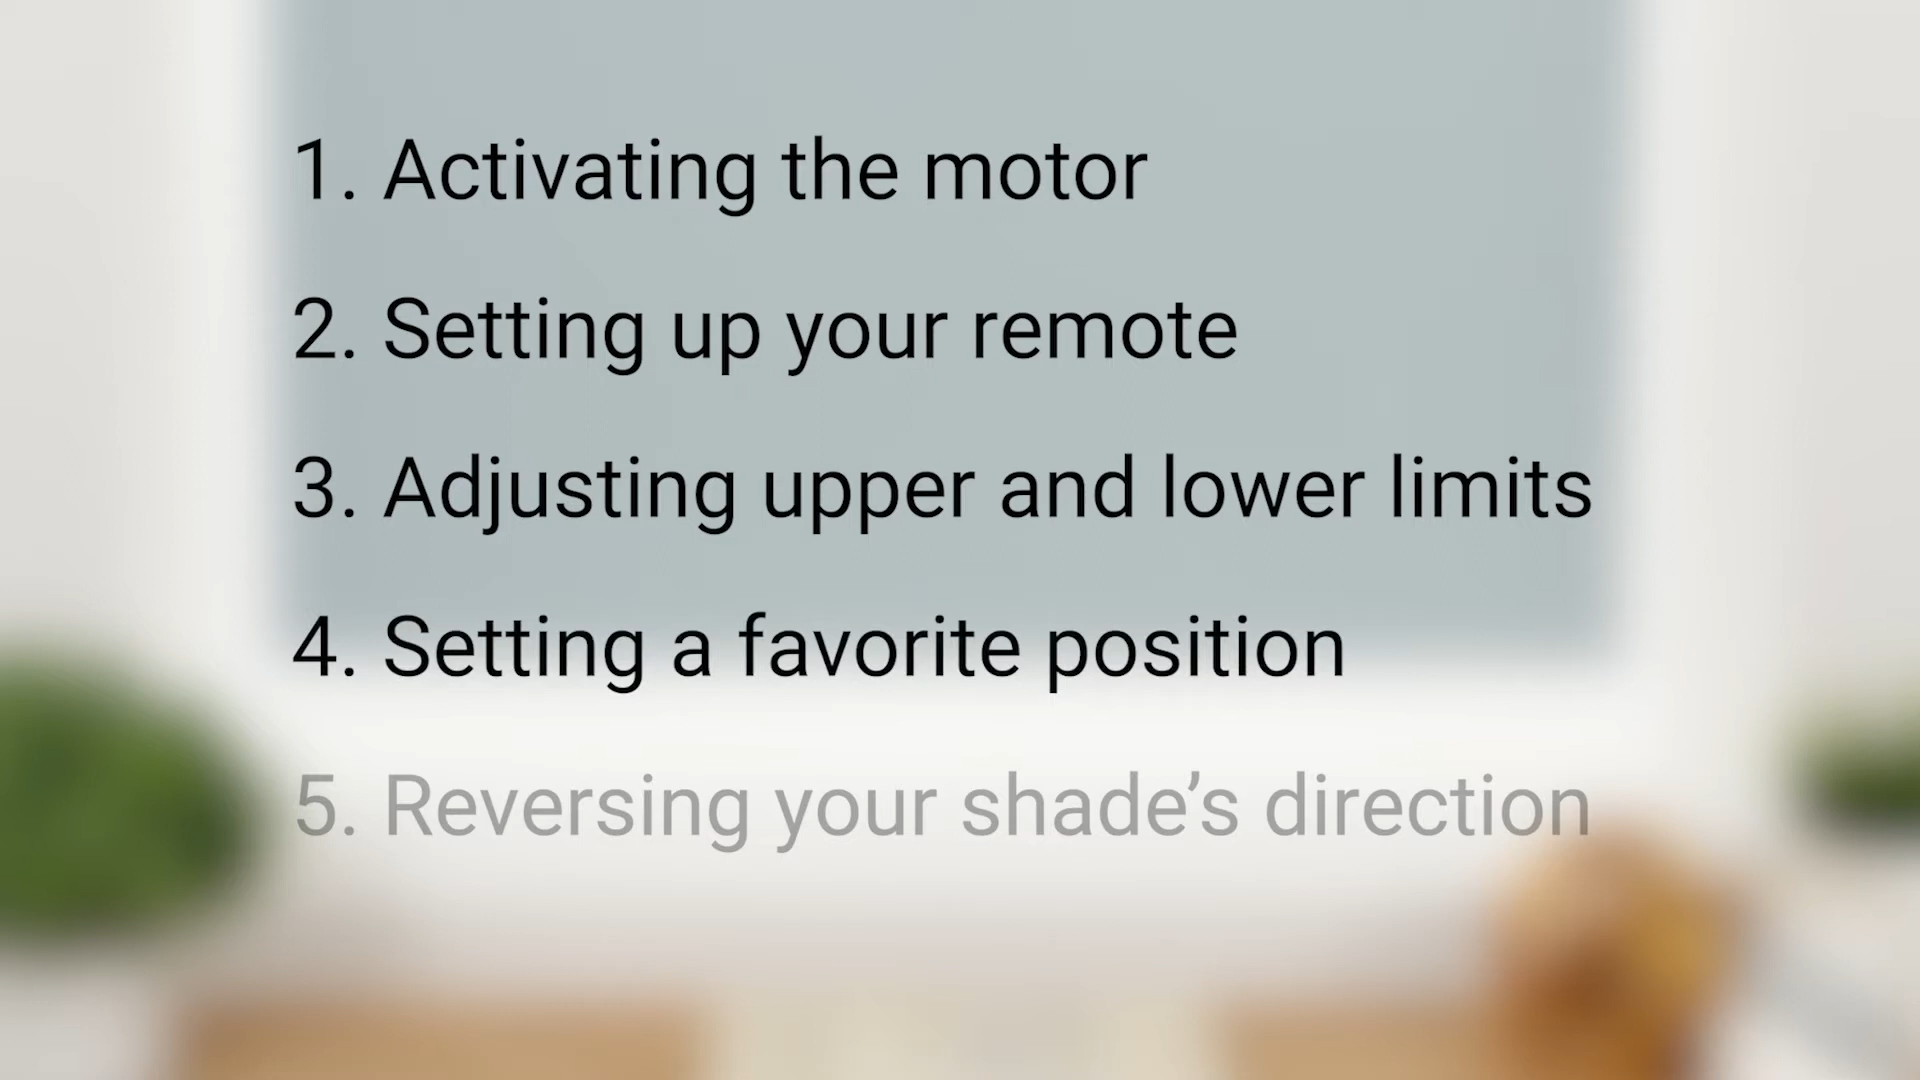 1. Activating the motor
2. Setting up your remote
3. Adjusting upper and lower limits
4. Setting a favorite position
5. Reversing your shade’s direction